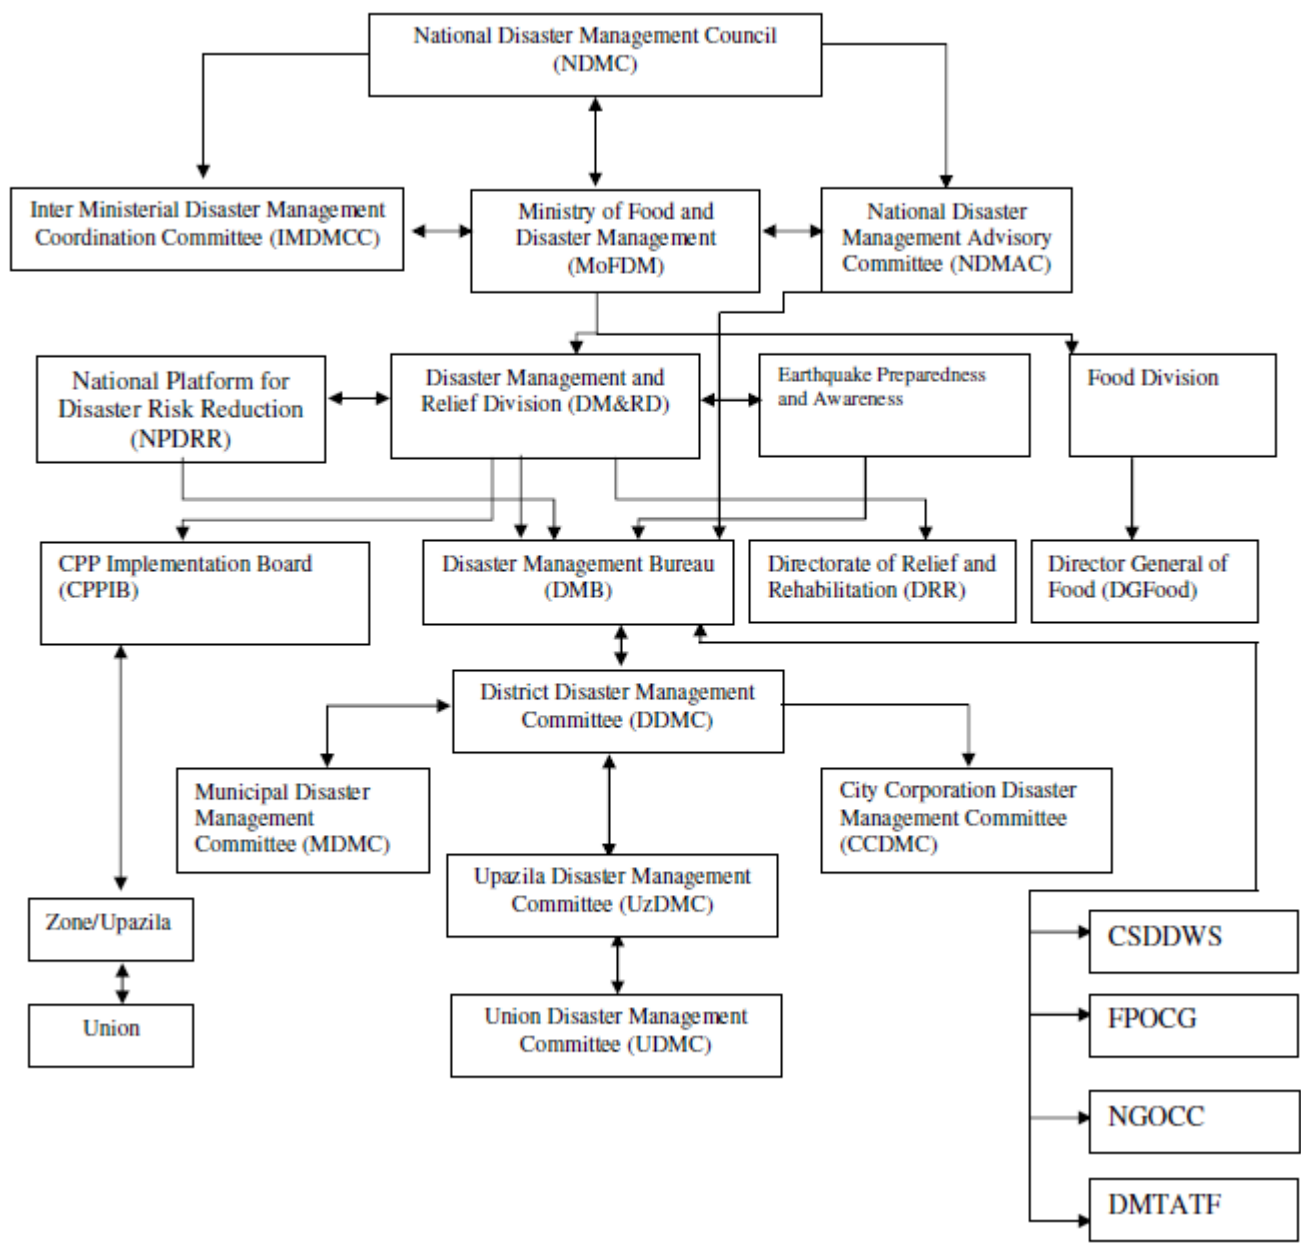 National Disaster Management Council
(NDMC)
Inter Ministerial Disaster Management
Coordination Committee (IMDMCC)
Ministry of Food and
Disaster Management
(MoFDM)
National Disaster
Management Advisory
Committee (NDMAC)
National Platform for
Disaster Risk Reduction
(NPDRR)
Disaster Management and
Relief Division (DM&RD)
Earthquake Preparedness
and Awareness
Food Division
CPP Implementation Board
(CPPIB)
Disaster Management Bureau
(DMB)
Directorate of Relief and
Rehabilitation (DRR)
Director General of
Food (DGFood)
District Disaster Management
Committee (DDMC)
Municipal Disaster
Management
Committee (MDMC)
City Corporation Disaster
Management Committee
(CCDMC)
Upazila Disaster Management
Committee (UzDMC)
Zone/Upazila
Union
Union Disaster Management
Committee (UDMC)
CSDDWS
FPOCG
NGOCC
DMTATF